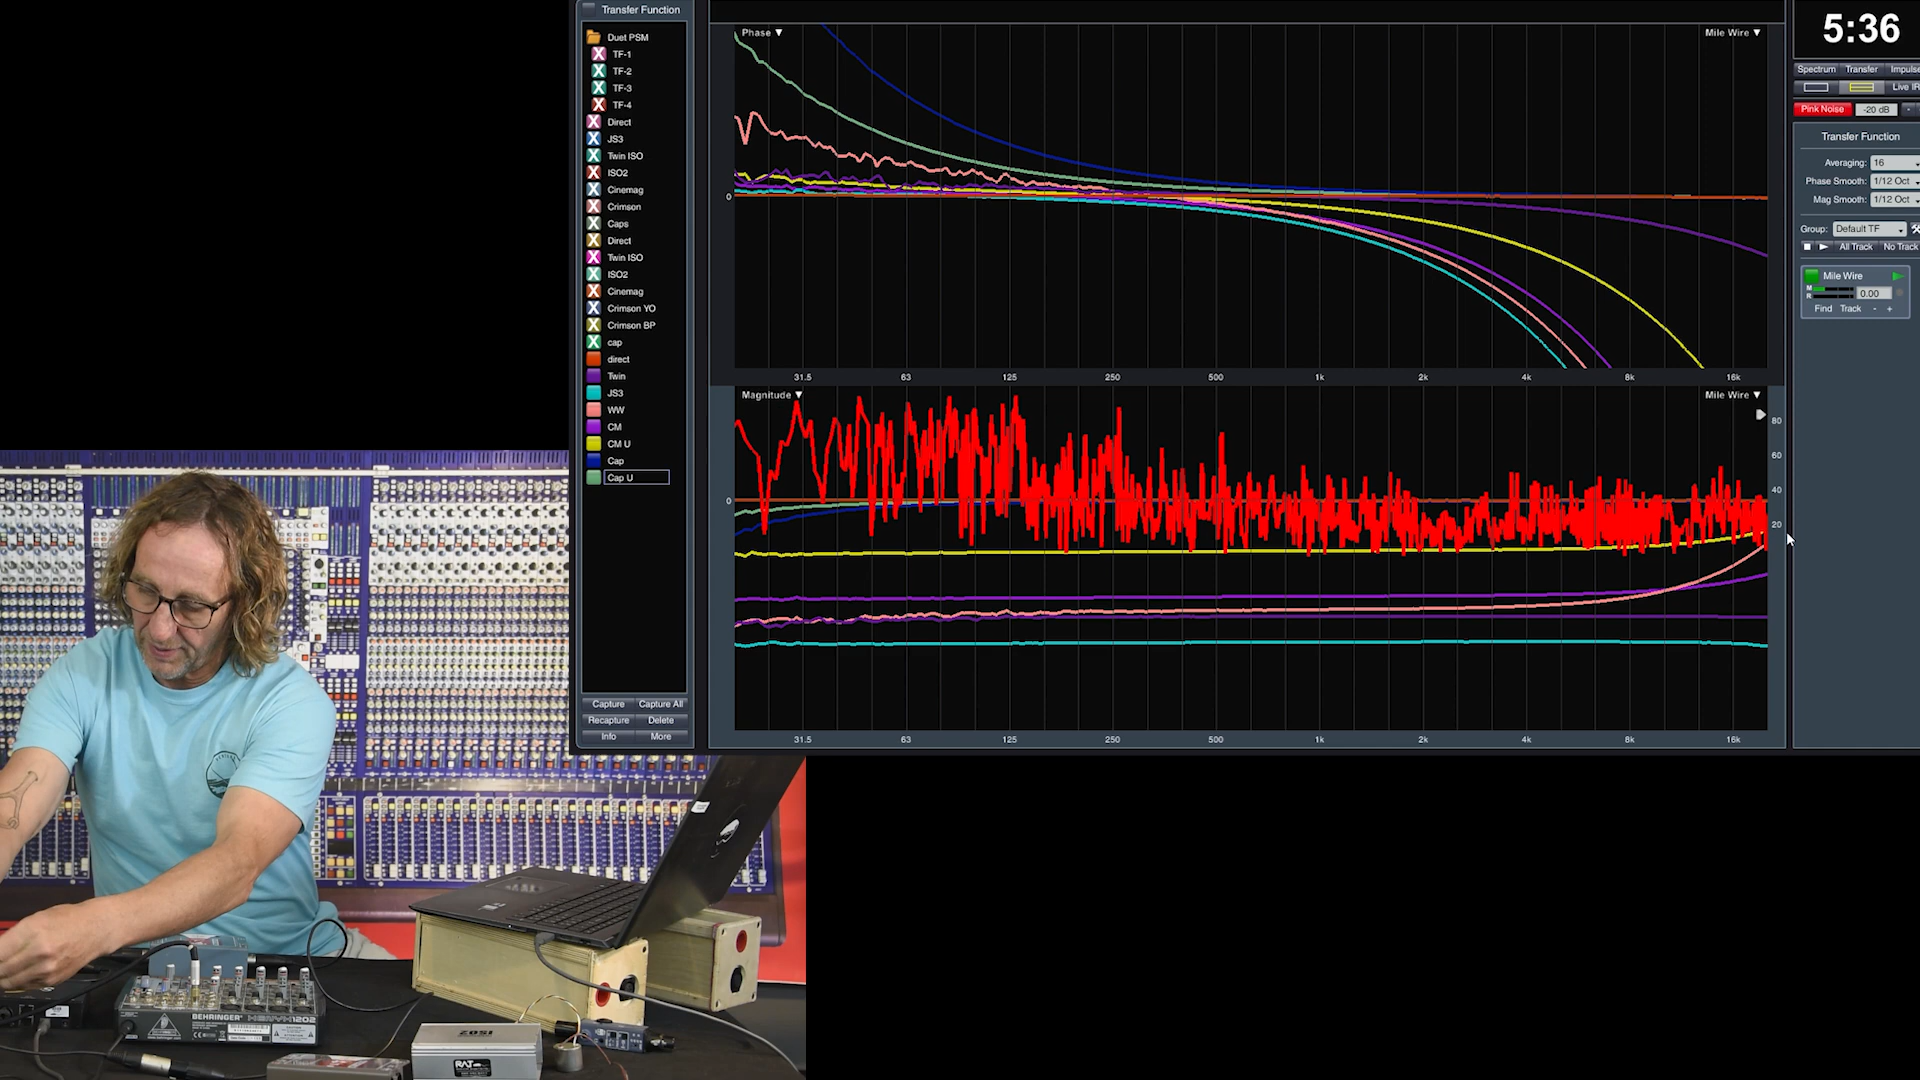 Transfer Function
Duet PSM
TF-1
TF-2
TF-3
TF-4
Direct
JS3
Twin ISO
ISO2
Cinemag
Crimson
Caps
Direct
Twin ISO
ISO2
Cinemag
Crimson YO
Crimson BP
cap
direct
Twin
JS3
WW
CM
CM U
Cap
Cap U
Capture Capture All
Recapture Delete
Info More
Phase ▼ Mile Wire ▼
0
31.5 63 125 250 500 1k 2k 4k 8k 16k
Magnitude ▼ Mile Wire ▼
80
60
0 40
20
31.5 63 125 250 500 1k 2k 4k 8k 16k
5:36
Spectrum Transfer Impulse
Live IR
Pink Noise -20 dB
Transfer Function
Averaging: 16
Phase Smooth: 1/12 Oct
Mag Smooth: 1/12 Oct
Group: Default TF
All Track No Track
Mile Wire
M
R 0.00
Find Track - +
BEHRINGER
ISO2
RAT